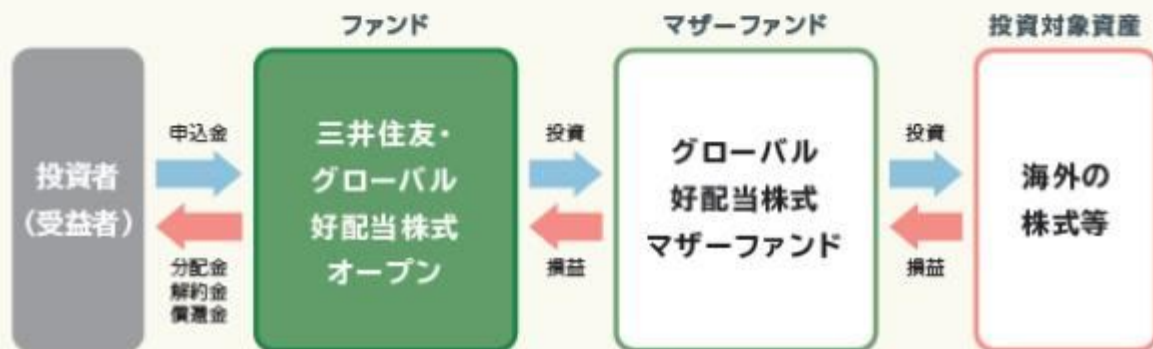 ファンド
マザーファンド
投資対象資産
投資者
(受益者)
申込金
分配金
解約金
償還金
三井住友・
グローバル
好配当株式
オープン
投資
損益
グローバル
好配当株式
マザーファンド
投資
損益
海外の
株式等